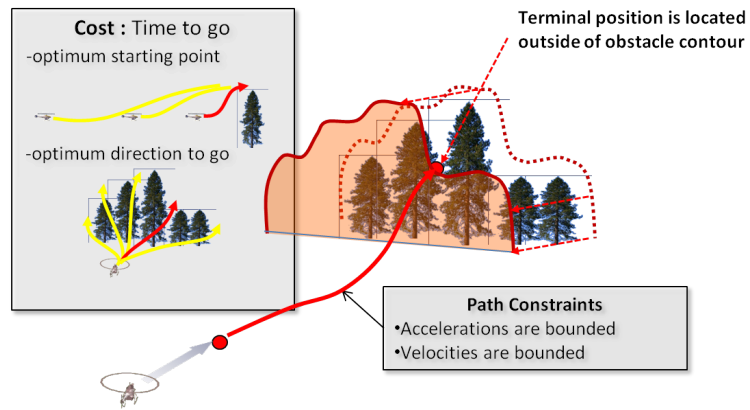 Cost : Time to go
-optimum starting point
-optimum direction to go
Terminal position is located
outside of obstacle contour
Path Constraints
•Accelerations are bounded
•Velocities are bounded